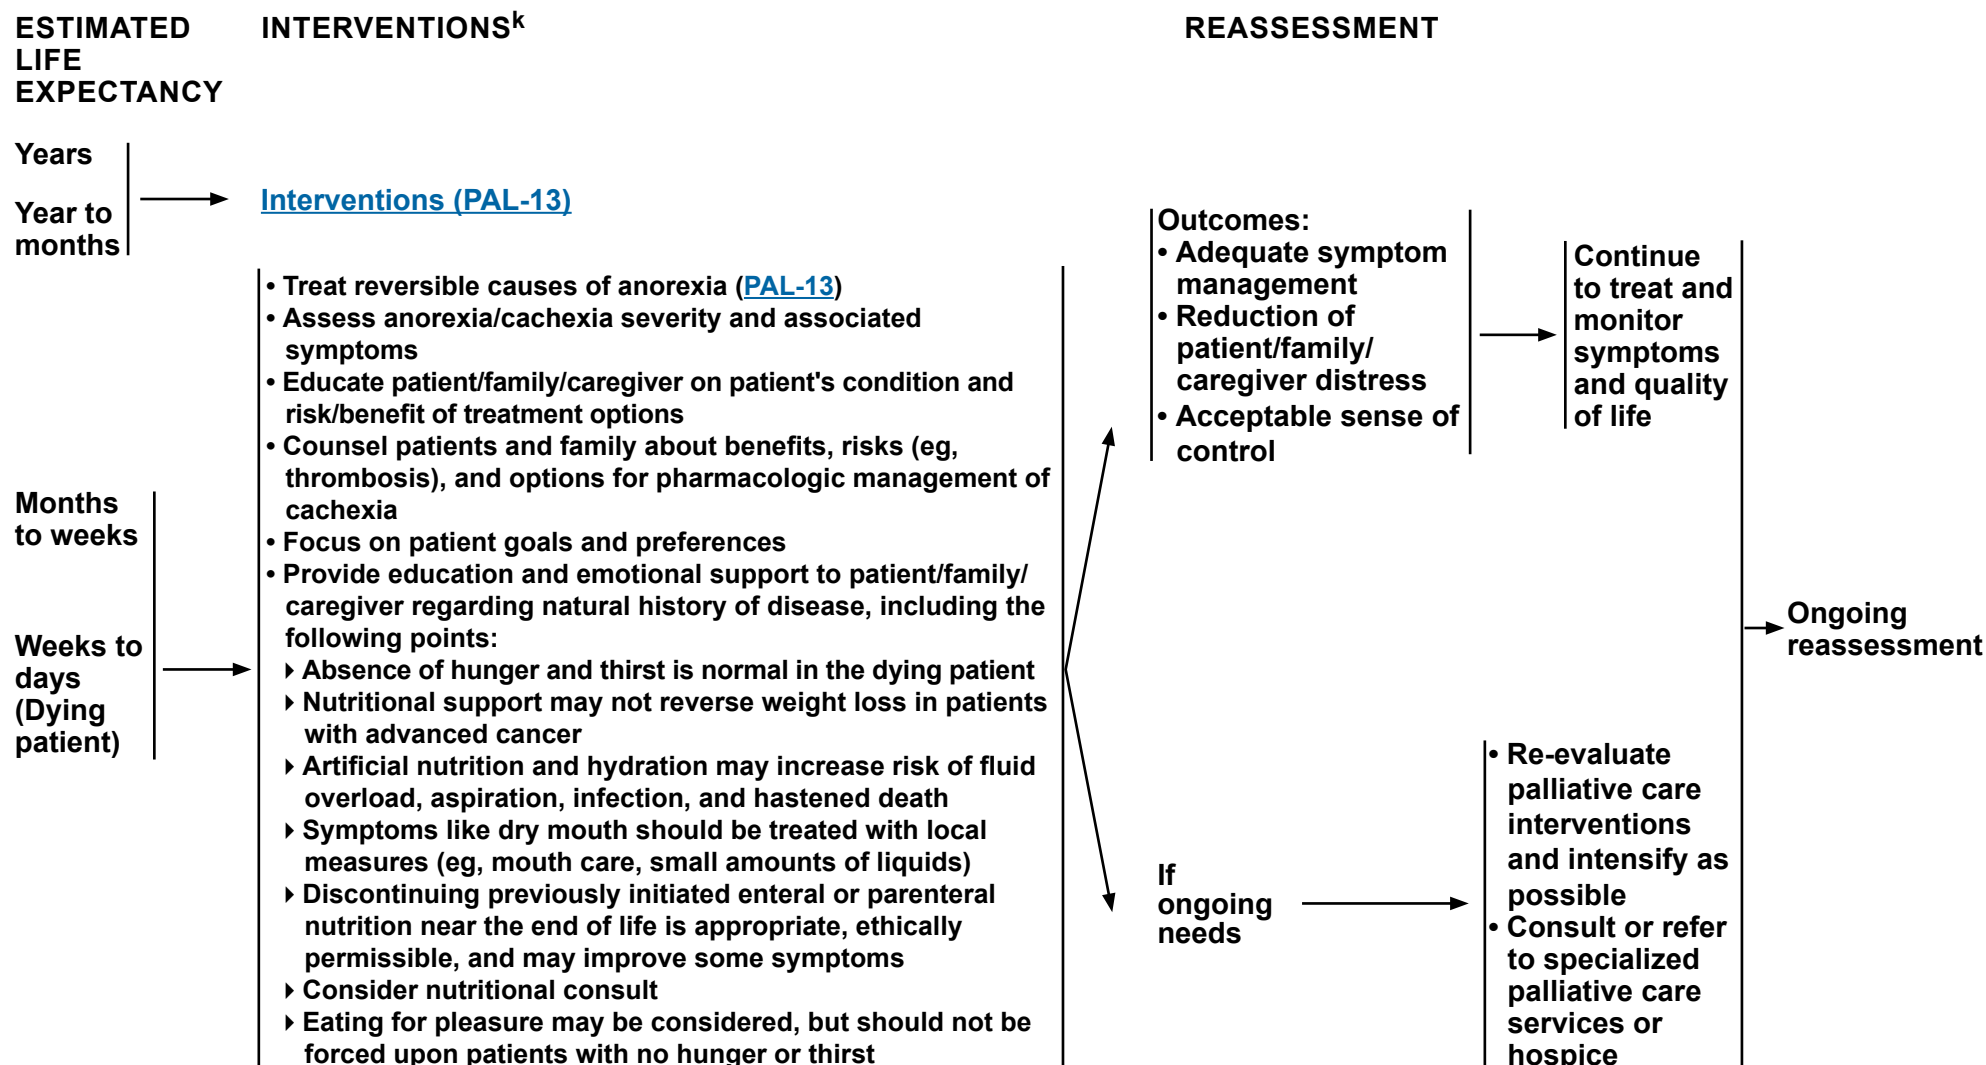 ESTIMATED
LIFE
EXPECTANCY
INTERVENTIONSᵏ
REASSESSMENT
Years
Year to
months
Interventions (PAL-13)
• Treat reversible causes of anorexia (PAL-13)
• Assess anorexia/cachexia severity and associated
symptoms
• Educate patient/family/caregiver on patient's condition and
risk/benefit of treatment options
• Counsel patients and family about benefits, risks (eg,
thrombosis), and options for pharmacologic management of
cachexia
• Focus on patient goals and preferences
• Provide education and emotional support to patient/family/
caregiver regarding natural history of disease, including the
following points:
▸ Absence of hunger and thirst is normal in the dying patient
▸ Nutritional support may not reverse weight loss in patients
with advanced cancer
▸ Artificial nutrition and hydration may increase risk of fluid
overload, aspiration, infection, and hastened death
▸ Symptoms like dry mouth should be treated with local
measures (eg, mouth care, small amounts of liquids)
▸ Discontinuing previously initiated enteral or parenteral
nutrition near the end of life is appropriate, ethically
permissible, and may improve some symptoms
▸ Consider nutritional consult
▸ Eating for pleasure may be considered, but should not be
forced upon patients with no hunger or thirst
Months
to weeks
Weeks to
days
(Dying
patient)
Outcomes:
• Adequate symptom
management
• Reduction of
patient/family/
caregiver distress
• Acceptable sense of
control
Continue
to treat and
monitor
symptoms
and quality
of life
If
ongoing
needs
• Re-evaluate
palliative care
interventions
and intensify as
possible
• Consult or refer
to specialized
palliative care
services or
hospice
Ongoing
reassessment